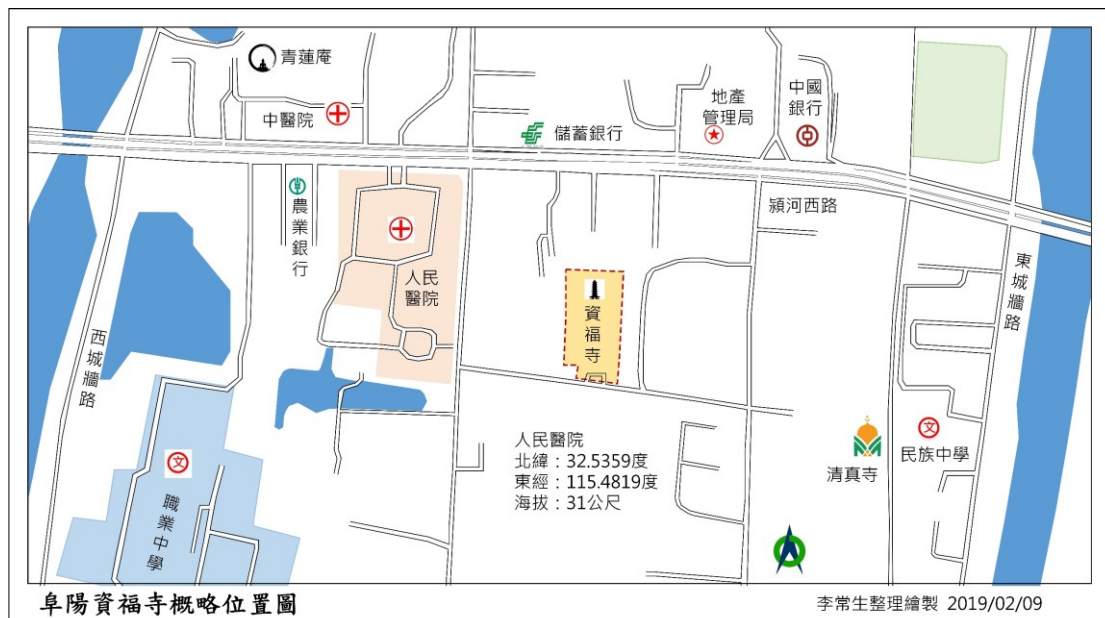 青蓮庵
中醫院
儲蓄銀行
地產
管理局
中國
銀行
農業銀行
潁河西路
人民
醫院
資福寺
東城牆路
西城牆路
人民醫院
北緯：32.5359度
東經：115.4819度
海拔：31公尺
清真寺
文
民族中學
文
職業中學
阜陽資福寺概略位置圖
李常生整理繪製 2019/02/09